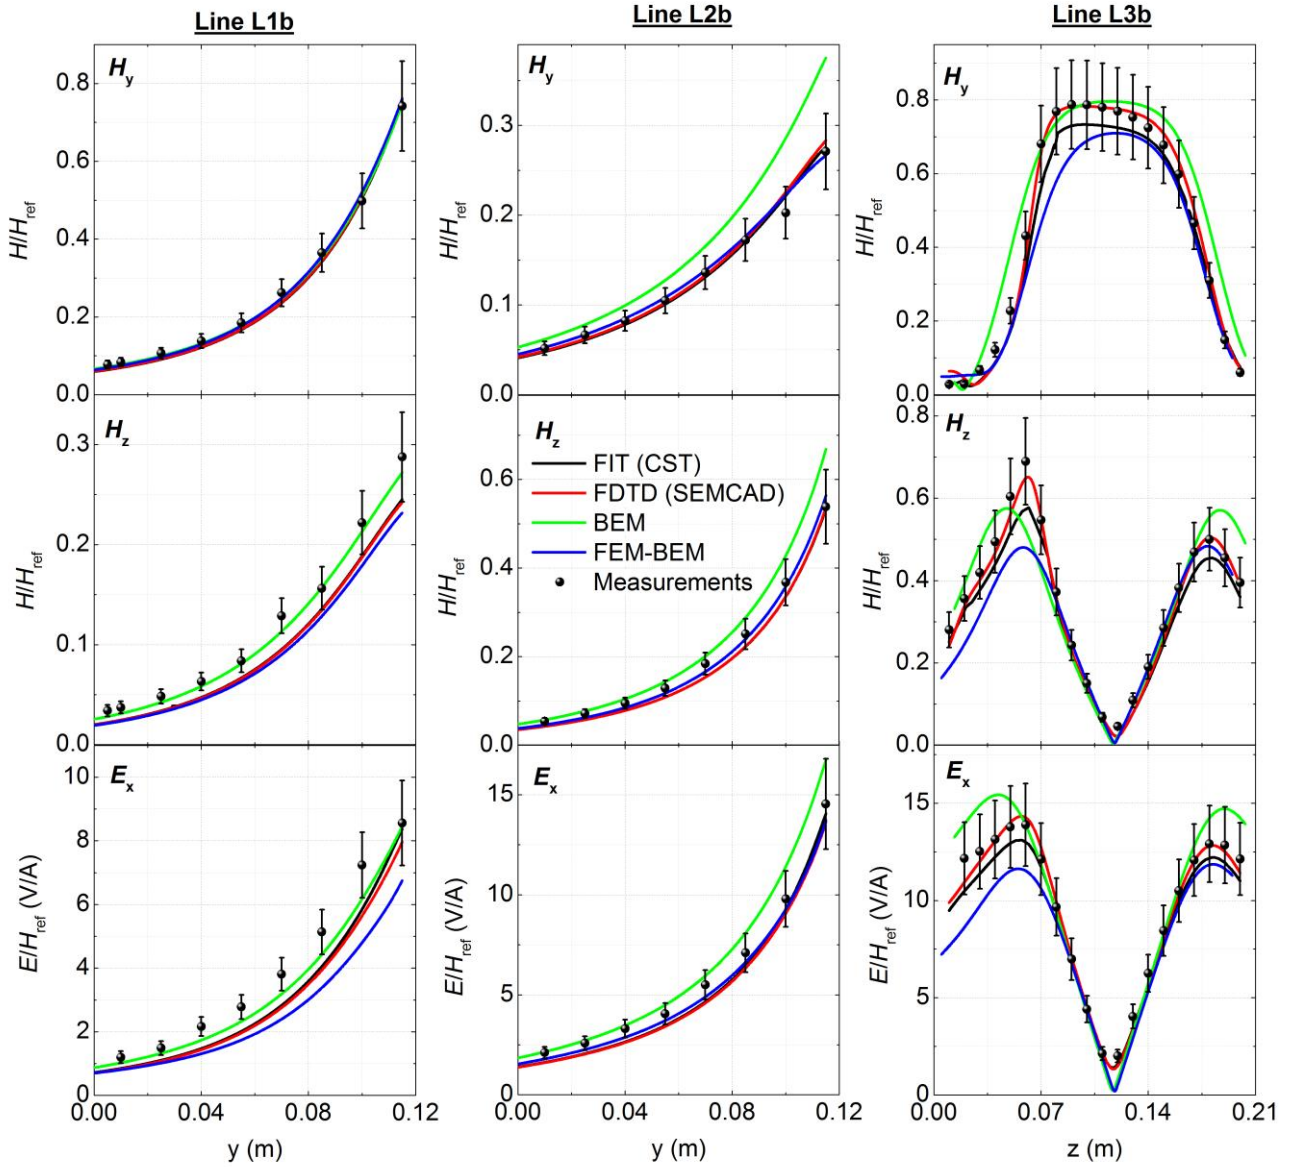 Line L1b
Line L2b
Line L3b
Hy
0.8
0.6
0.4
0.2
0.0
H/Href
Hy
0.3
0.2
0.1
0.0
H/Href
Hy
0.8
0.6
0.4
0.2
0.0
H/Href
Hz
0.3
0.2
0.1
0.0
H/Href
Hz
0.6
0.4
0.2
0.0
H/Href
FIT (CST)
FDTD (SEMCAD)
BEM
FEM-BEM
Measurements
Hz
0.8
0.6
0.4
0.2
0.0
H/Href
Ex
10
8
6
4
2
0
E/Href (V/A)
0.00 0.04 0.08 0.12
y (m)
Ex
15
10
5
0
E/Href (V/A)
0.00 0.04 0.08 0.12
y (m)
Ex
15
10
5
0
E/Href (V/A)
0.00 0.07 0.14 0.21
z (m)